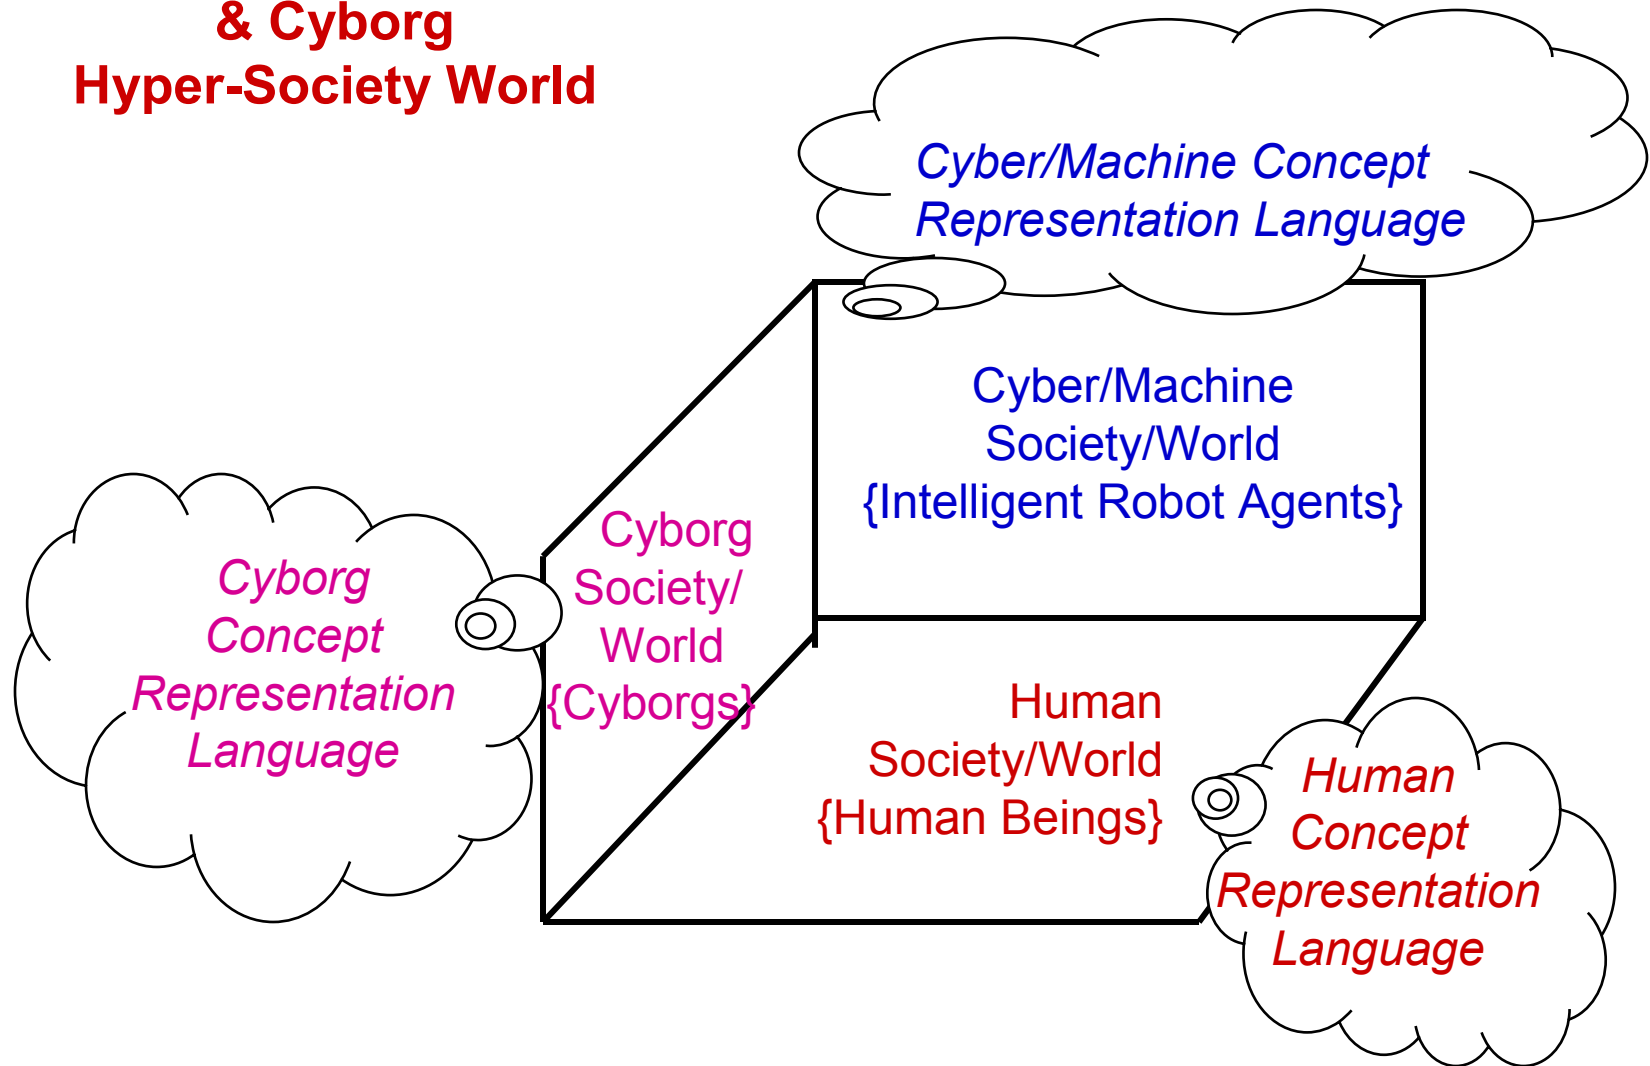 & Cyborg
Hyper-Society World
Cyber/Machine Concept
Representation Language
Cyber/Machine
Society/World
{Intelligent Robot Agents}
Cyborg
Society/
World
{Cyborgs}
Cyborg
Concept
Representation
Language
Human
Society/World
{Human Beings}
Human
Concept
Representation
Language